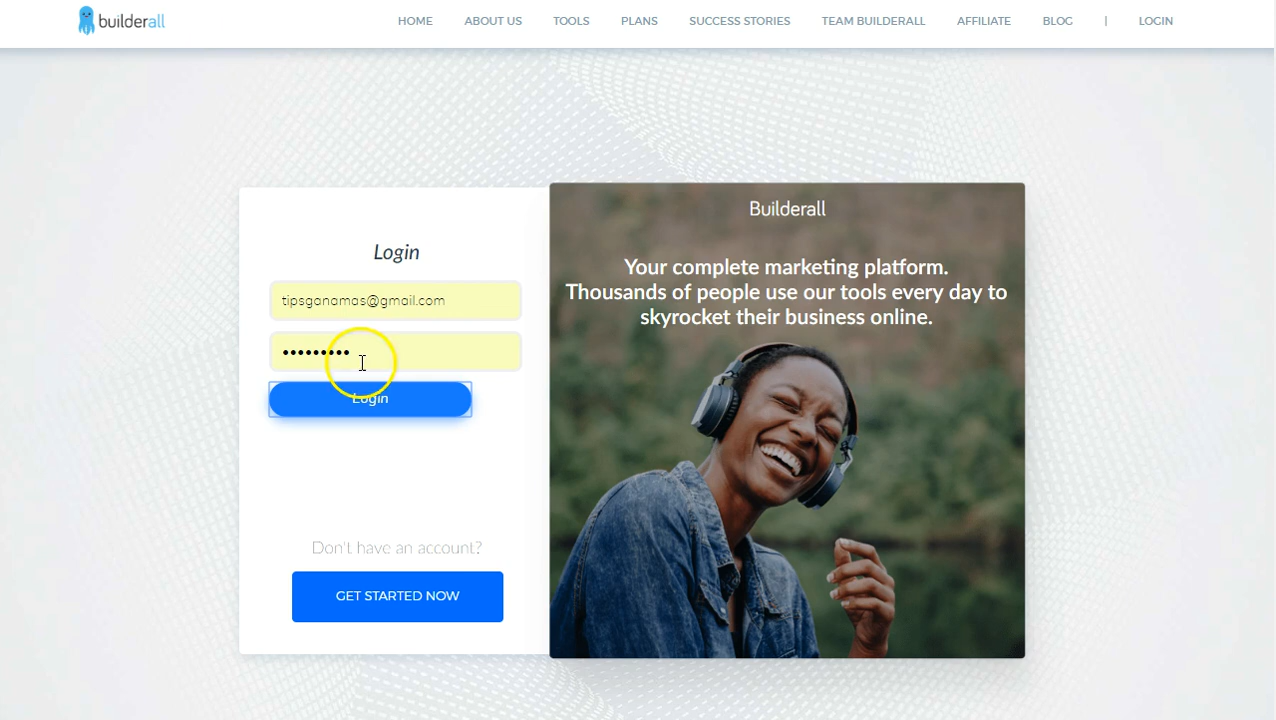 builderall
HOME
ABOUT US
TOOLS
PLANS
SUCCESS STORIES
TEAM BUILDERALL
AFFILIATE
BLOG
|
LOGIN
Login
tipsganamas@gmail.com
•••••••••
Login
Don't have an account?
GET STARTED NOW
Builderall
Your complete marketing platform.
Thousands of people use our tools every day to
skyrocket their business online.